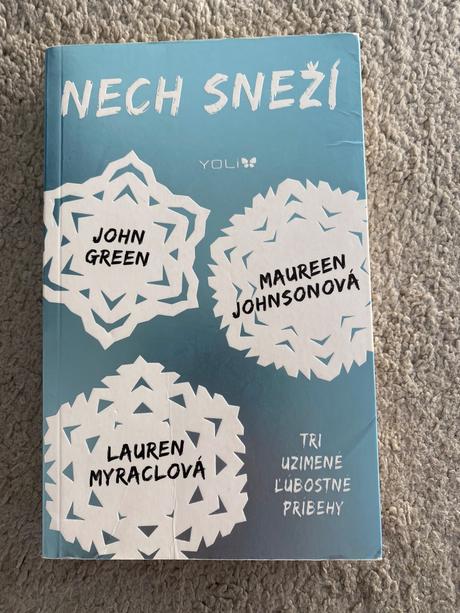 NECH SNEŽÍ
YOLi
JOHN
GREEN
MAUREEN
JOHNSONOVÁ
LAUREN
MYRACLOVÁ
TRI
UZIMENÉ
ĽÚBOSTNÉ
PRÍBEHY